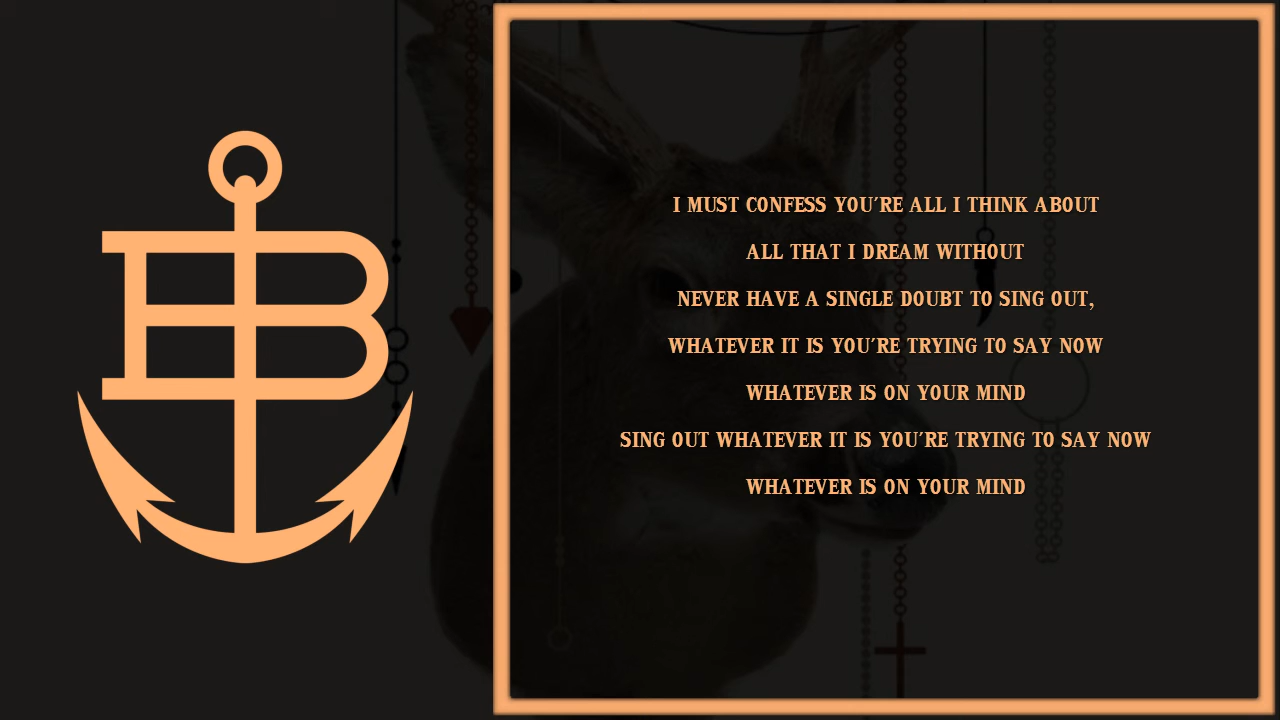 I MUST CONFESS YOU'RE ALL I THINK ABOUT
ALL THAT I DREAM WITHOUT
NEVER HAVE A SINGLE DOUBT TO SING OUT,
WHATEVER IT IS YOU'RE TRYING TO SAY NOW
WHATEVER IS ON YOUR MIND
SING OUT WHATEVER IT IS YOU'RE TRYING TO SAY NOW
WHATEVER IS ON YOUR MIND